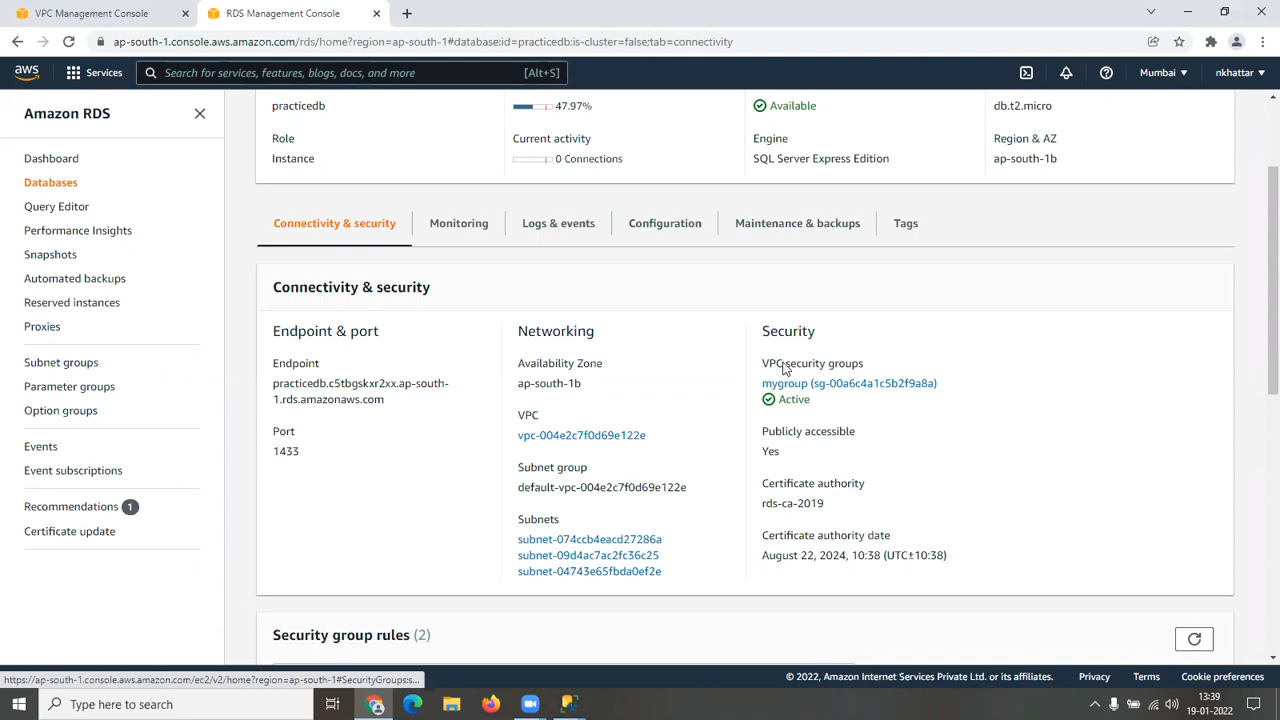 VPC Management Console
RDS Management Console
ap-south-1.console.aws.amazon.com/rds/home?region=ap-south-1#database:id=practicedb;is-cluster=false;tab=connectivity
aws
Services
Search for services, features, blogs, docs, and more
[Alt+S]
Mumbai
nkhattar
Amazon RDS
Dashboard
Databases
Query Editor
Performance Insights
Snapshots
Automated backups
Reserved instances
Proxies
Subnet groups
Parameter groups
Option groups
Events
Event subscriptions
Recommendations 1
Certificate update
practicedb
47.97%
Available
db.t2.micro
Role
Current activity
Engine
Region & AZ
Instance
0 Connections
SQL Server Express Edition
ap-south-1b
Connectivity & security
Monitoring
Logs & events
Configuration
Maintenance & backups
Tags
Connectivity & security
Endpoint & port
Endpoint
practicedb.c5tbgskxr2xx.ap-south-
1.rds.amazonaws.com
Port
1433
Networking
Availability Zone
ap-south-1b
VPC
vpc-004e2c7f0d69e122e
Subnet group
default-vpc-004e2c7f0d69e122e
Subnets
subnet-074ccb4eacd27286a
subnet-09d4ac7ac2fc36c25
subnet-04743e65fbda0ef2e
Security
VPC security groups
mygroup (sg-00a6c4a1c5b2f9a8a)
Active
Publicly accessible
Yes
Certificate authority
rds-ca-2019
Certificate authority date
August 22, 2024, 10:38 (UTC±10:38)
Security group rules (2)
https://ap-south-1.console.aws.amazon.com/ec2/v2/home?region=ap-south-1#SecurityGroups:s...
© 2022, Amazon Internet Services Private Ltd. or its affiliates.
Privacy
Terms
Cookie preferences
Type here to search
13:39
19-01-2022